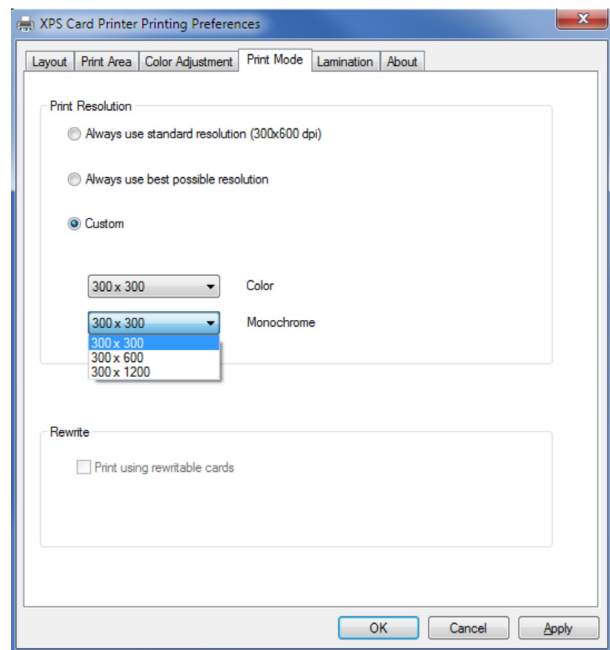 XPS Card Printer Printing Preferences
Layout Print Area Color Adjustment Print Mode Lamination About
Print Resolution
Always use standard resolution (300x600 dpi)
Always use best possible resolution
Custom
300 x 300 Color
300 x 300 Monochrome
300 x 300
300 x 600
300 x 1200
Rewrite
Print using rewritable cards
OK Cancel Apply